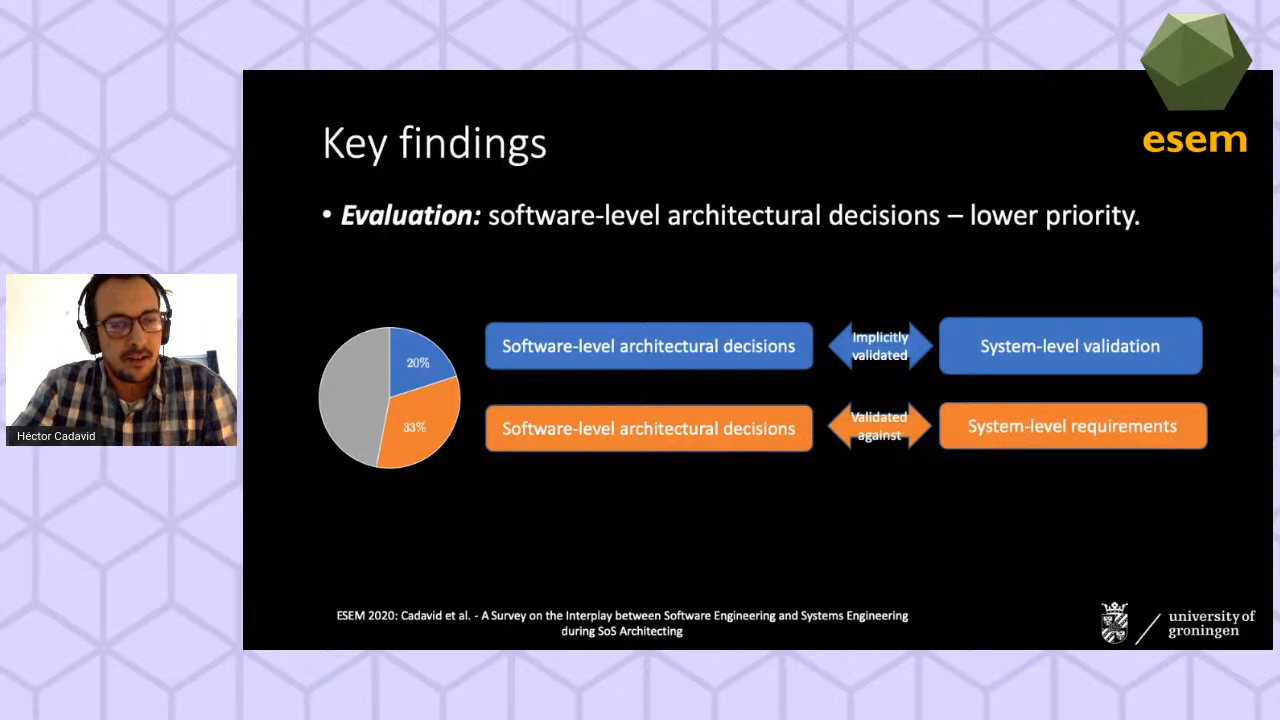 esem
Key findings
• Evaluation: software-level architectural decisions – lower priority.
20%
33%
Software-level architectural decisions
Implicitly
validated
System-level validation
Software-level architectural decisions
Validated
against
System-level requirements
Héctor Cadavid
ESEM 2020: Cadavid et al. - A Survey on the Interplay between Software Engineering and Systems Engineering
during SoS Architecting
university of
groningen